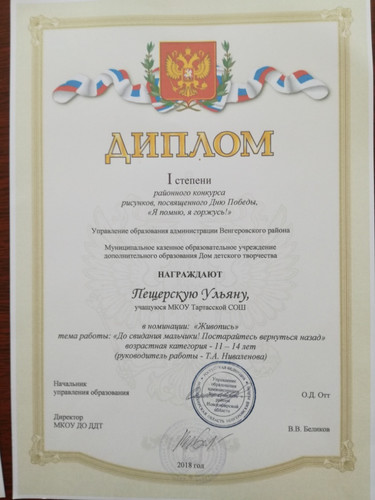 ДИПЛОМ
I степени
районного конкурса
рисунков, посвященного Дню Победы,
«Я помню, я горжусь!»
Управление образования администрации Венгеровского района
Муниципальное казенное образовательное учреждение
дополнительного образования Дом детского творчества
НАГРАЖДАЮТ
Пещерскую Ульяну,
учащуюся МКОУ Тартасской СОШ
в номинации: «Живопись»
тема работы: «До свидания мальчики! Постарайтесь вернуться назад»
возрастная категория - 11 – 14 лет
(руководитель работы - Т.А. Ниваленова)
Начальник
управления образования
О.Д. Отт
Директор
МКОУ ДО ДДТ
В.В. Беликов
2018 год